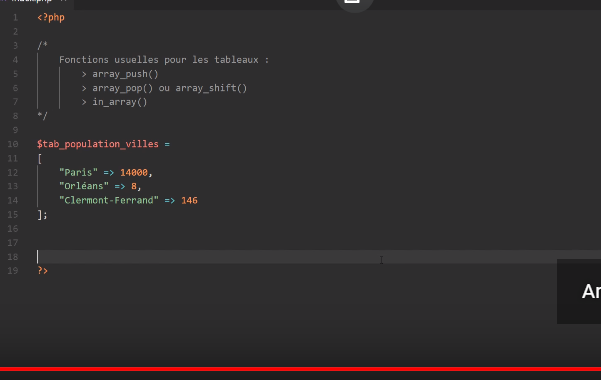 1 <?php
2
3 /*
4 Fonctions usuelles pour les tableaux :
5 > array_push()
6 > array_pop() ou array_shift()
7 > in_array()
8 */
9
10 $tab_population_villes =
11 [
12 "Paris" => 14000,
13 "Orléans" => 8,
14 "Clermont-Ferrand" => 146
15 ];
16
17
18
19 ?>